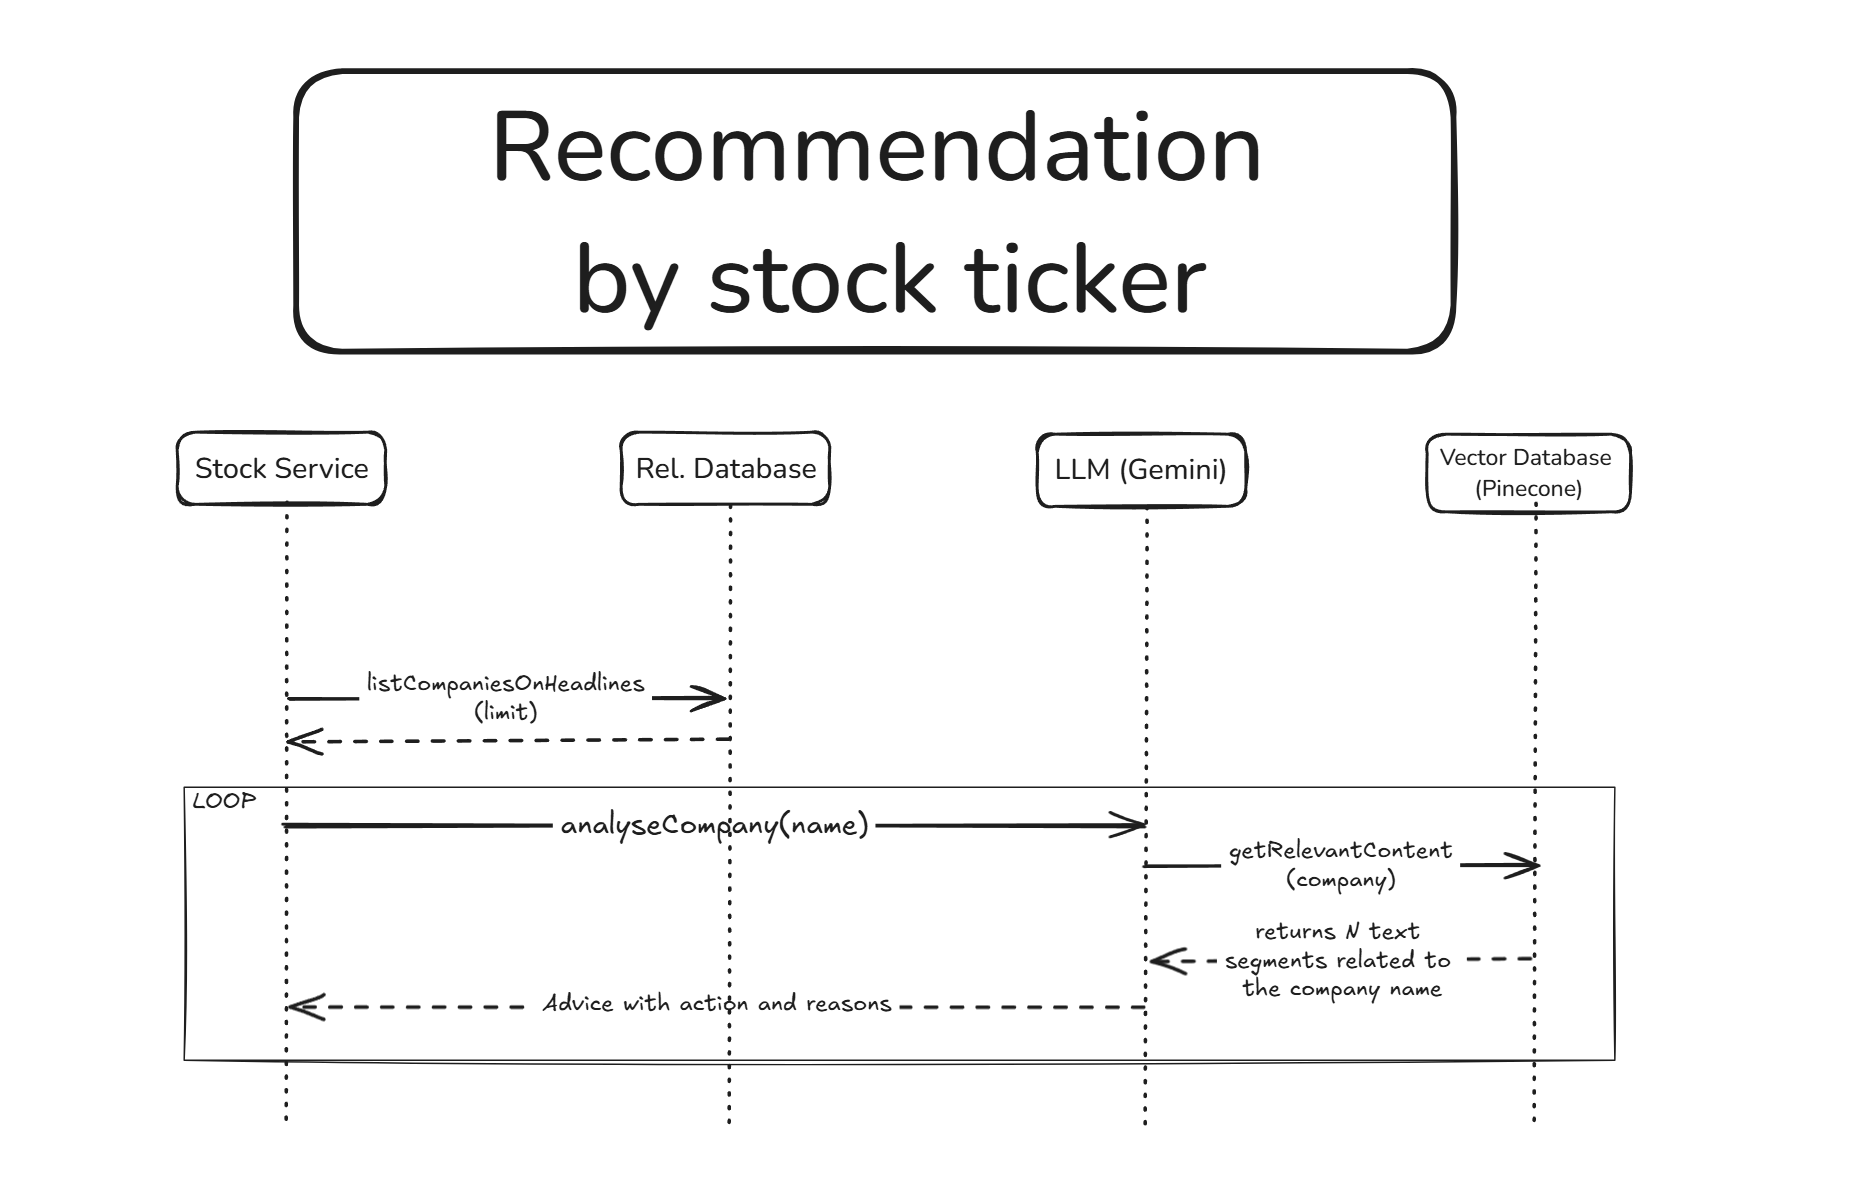 Recommendation
by stock ticker
Stock Service
Rel. Database
LLM (Gemini)
Vector Database
(Pinecone)
listCompaniesOnHeadlines
(limit)
LOOP
analyseCompany(name)
getRelevantContent
(company)
returns N text
segments related to
the company name
Advice with action and reasons